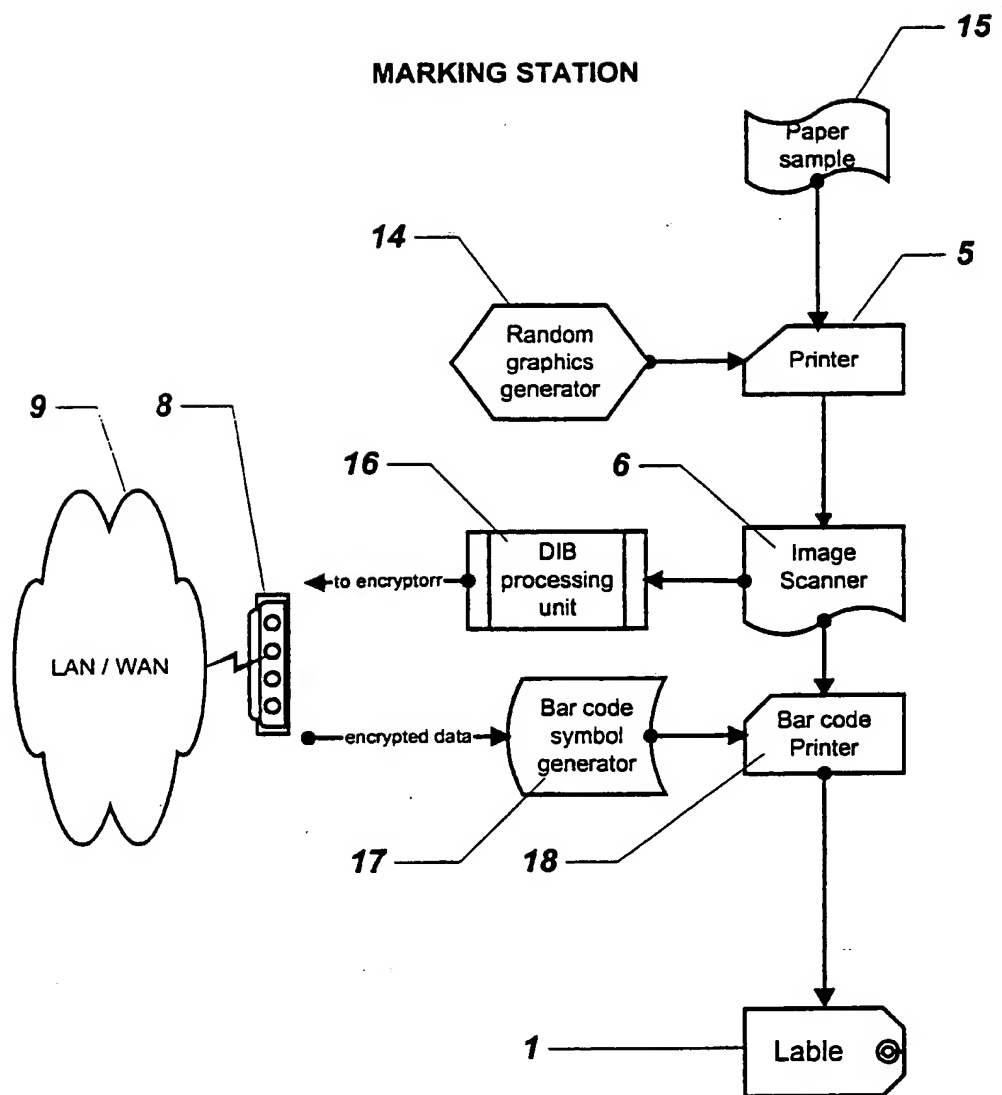 15
MARKING STATION
Paper
sample
14
5
Random
graphics
generator
Printer
9
8
16
6
DIB
processing
unit
Image
Scanner
to encryptorr
LAN / WAN
encrypted data
Bar code
symbol
generator
Bar code
Printer
17
18
1
Lable